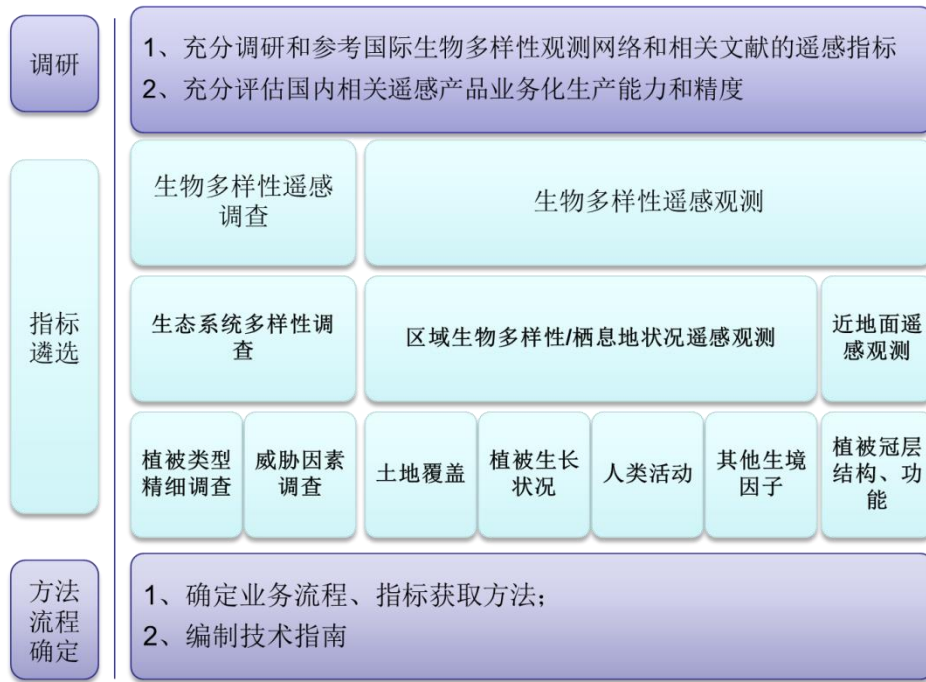 调研
1、充分调研和参考国际生物多样性观测网络和相关文献的遥感指标
2、充分评估国内相关遥感产品业务化生产能力和精度
指标
遴选
生物多样性遥感
调查
生物多样性遥感观测
生态系统多样性调
查
区域生物多样性/栖息地状况遥感观测
近地面遥
感观测
植被类型
精细调查
威胁因素
调查
土地覆盖
植被生长
状况
人类活动
其他生境
因子
植被冠层
结构、功
能
方法
流程
确定
1、确定业务流程、指标获取方法；
2、编制技术指南